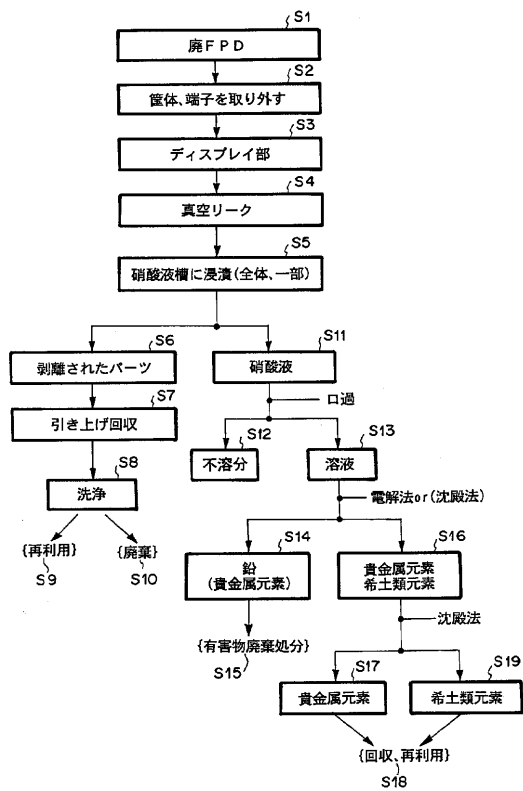 S1
廃FPD
S2
筐体、端子を取り外す
S3
ディスプレイ部
S4
真空リーク
S5
硝酸液槽に浸漬(全体、一部)
S6
剥離されたパーツ
S11
硝酸液
口過
S7
引き上げ回収
S12
不溶分
S13
溶液
S8
洗浄
電解法or(沈殿法)
{再利用}
S9
{廃棄}
S10
S14
鉛
(貴金属元素)
S16
貴金属元素
希土類元素
{有害物廃棄処分}
S15
沈殿法
S17
貴金属元素
S19
希土類元素
{回収、再利用}
S18